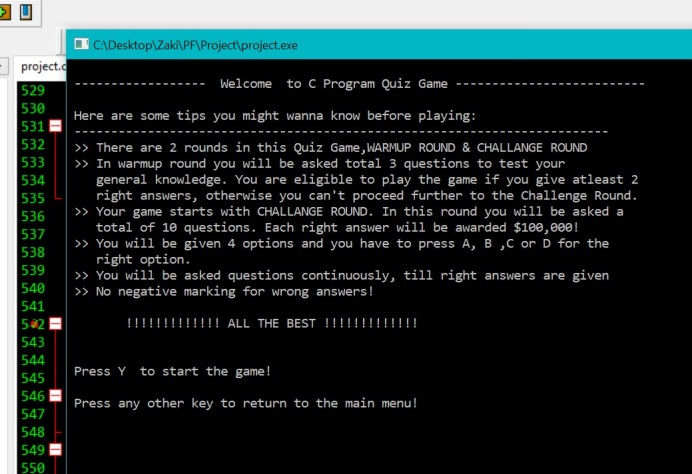 C:\Desktop\Zaki\PF\Project\project.exe
project.c
529
530
531
532
533
534
535
536
537
538
539
540
541
542
543
544
545
546
547
548
549
550
------------------ Welcome  to C Program Quiz Game --------------------------
Here are some tips you might wanna know before playing:
-------------------------------------------------------------------------
>> There are 2 rounds in this Quiz Game,WARMUP ROUND & CHALLANGE ROUND
>> In warmup round you will be asked total 3 questions to test your
general knowledge. You are eligible to play the game if you give atleast 2
right answers, otherwise you can't proceed further to the Challenge Round.
>> Your game starts with CHALLANGE ROUND. In this round you will be asked a
total of 10 questions. Each right answer will be awarded $100,000!
>> You will be given 4 options and you have to press A, B ,C or D for the
right option.
>> You will be asked questions continuously, till right answers are given
>> No negative marking for wrong answers!
!!!!!!!!!!!!! ALL THE BEST !!!!!!!!!!!!!
Press Y  to start the game!
Press any other key to return to the main menu!